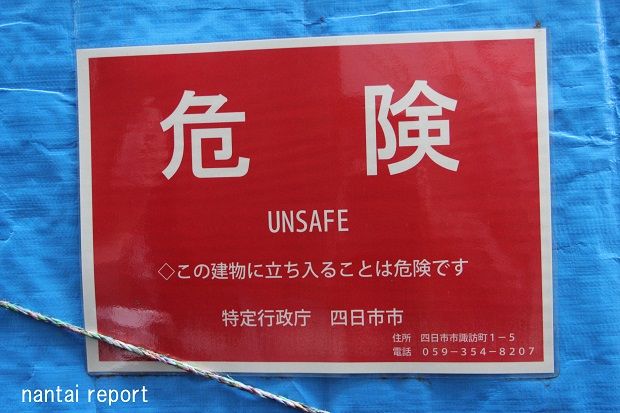 危険
UNSAFE
◇この建物に立ち入ることは危険です
特定行政庁　四日市市
住所　四日市市諏訪町1－5
電話　059－354－8207
nantai report